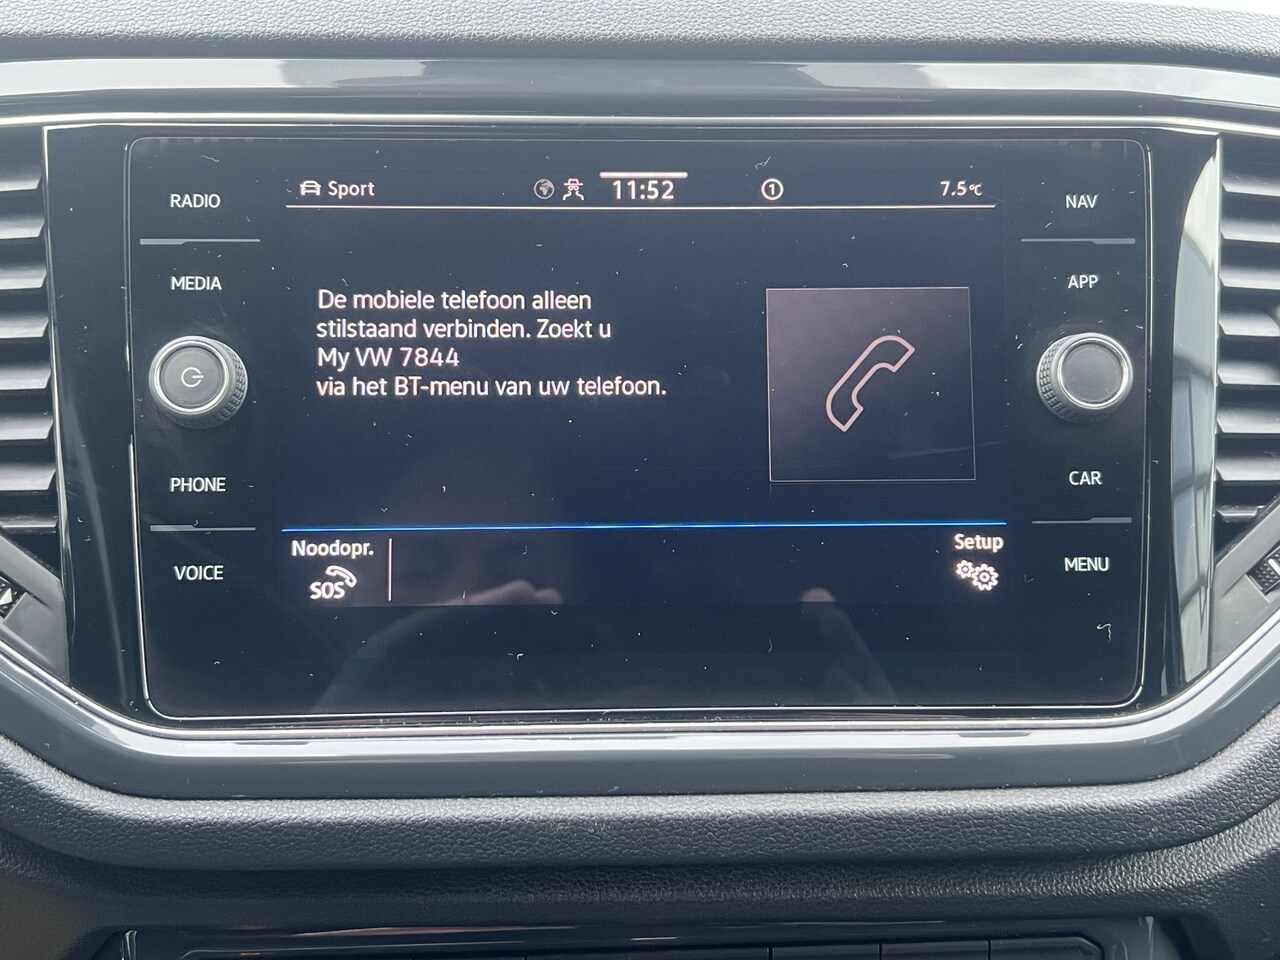 RADIO
MEDIA
PHONE
VOICE
Sport
11:52
1
7.5°C
De mobiele telefoon alleen
stilstaand verbinden. Zoekt u
My VW 7844
via het BT-menu van uw telefoon.
Noodopr.
SOS
Setup
NAV
APP
CAR
MENU